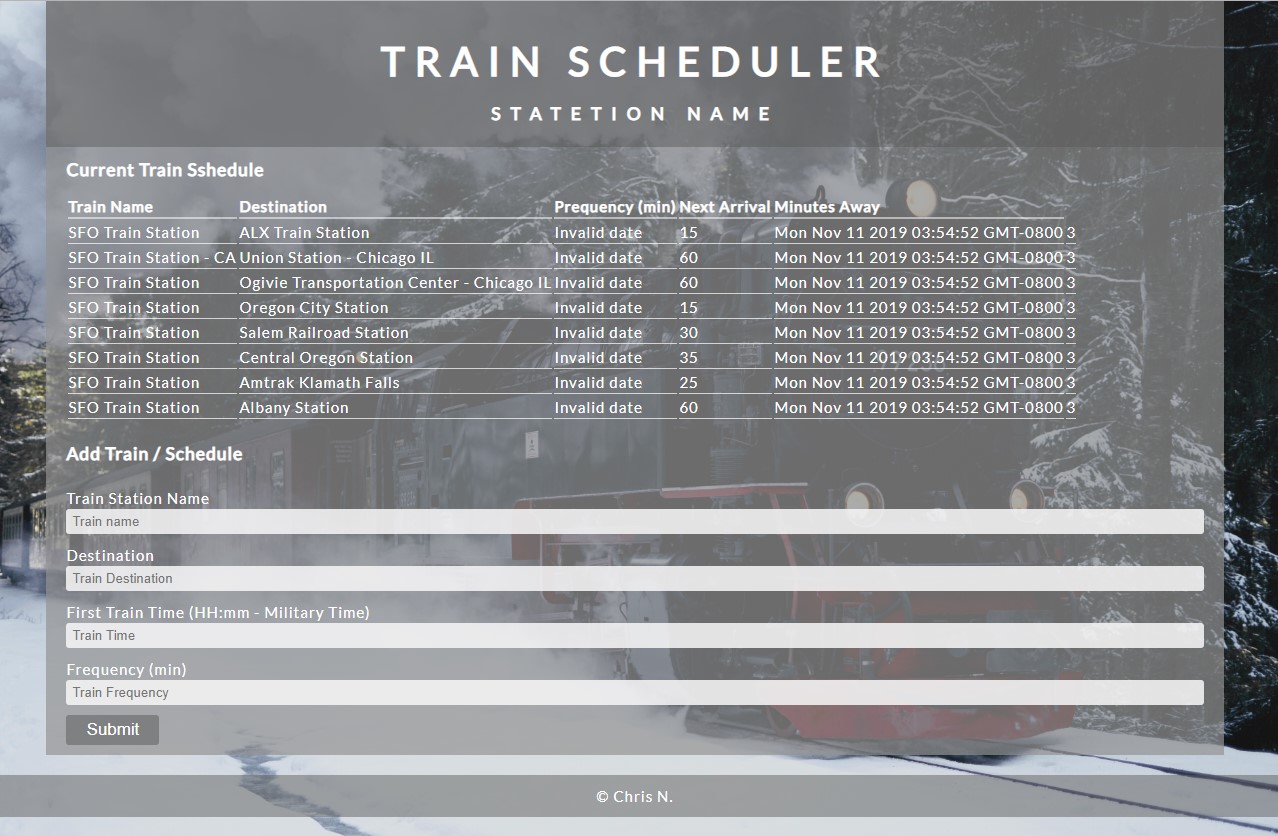 TRAIN SCHEDULER
STATETION NAME
Current Train Sshedule
Train Name Destination Prequency (min) Next Arrival Minutes Away
SFO Train Station ALX Train Station Invalid date 15 Mon Nov 11 2019 03:54:52 GMT-0800 3
SFO Train Station - CA Union Station - Chicago IL Invalid date 60 Mon Nov 11 2019 03:54:52 GMT-0800 3
SFO Train Station Ogivie Transportation Center - Chicago IL Invalid date 60 Mon Nov 11 2019 03:54:52 GMT-0800 3
SFO Train Station Oregon City Station Invalid date 15 Mon Nov 11 2019 03:54:52 GMT-0800 3
SFO Train Station Salem Railroad Station Invalid date 30 Mon Nov 11 2019 03:54:52 GMT-0800 3
SFO Train Station Central Oregon Station Invalid date 35 Mon Nov 11 2019 03:54:52 GMT-0800 3
SFO Train Station Amtrak Klamath Falls Invalid date 25 Mon Nov 11 2019 03:54:52 GMT-0800 3
SFO Train Station Albany Station Invalid date 60 Mon Nov 11 2019 03:54:52 GMT-0800 3
Add Train / Schedule
Train Station Name
Train name
Destination
Train Destination
First Train Time (HH:mm - Military Time)
Train Time
Frequency (min)
Train Frequency
Submit
© Chris N.